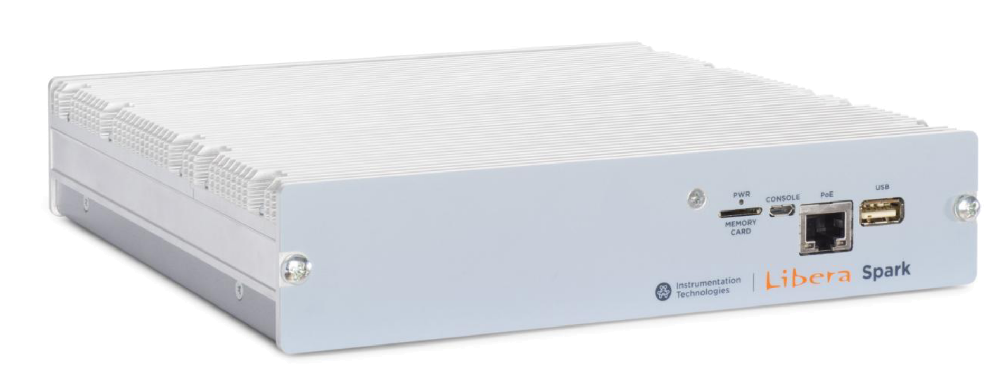 PWR
CONSOLE
PoE
USB
MEMORY
CARD
Instrumentation
Technologies
Libera Spark